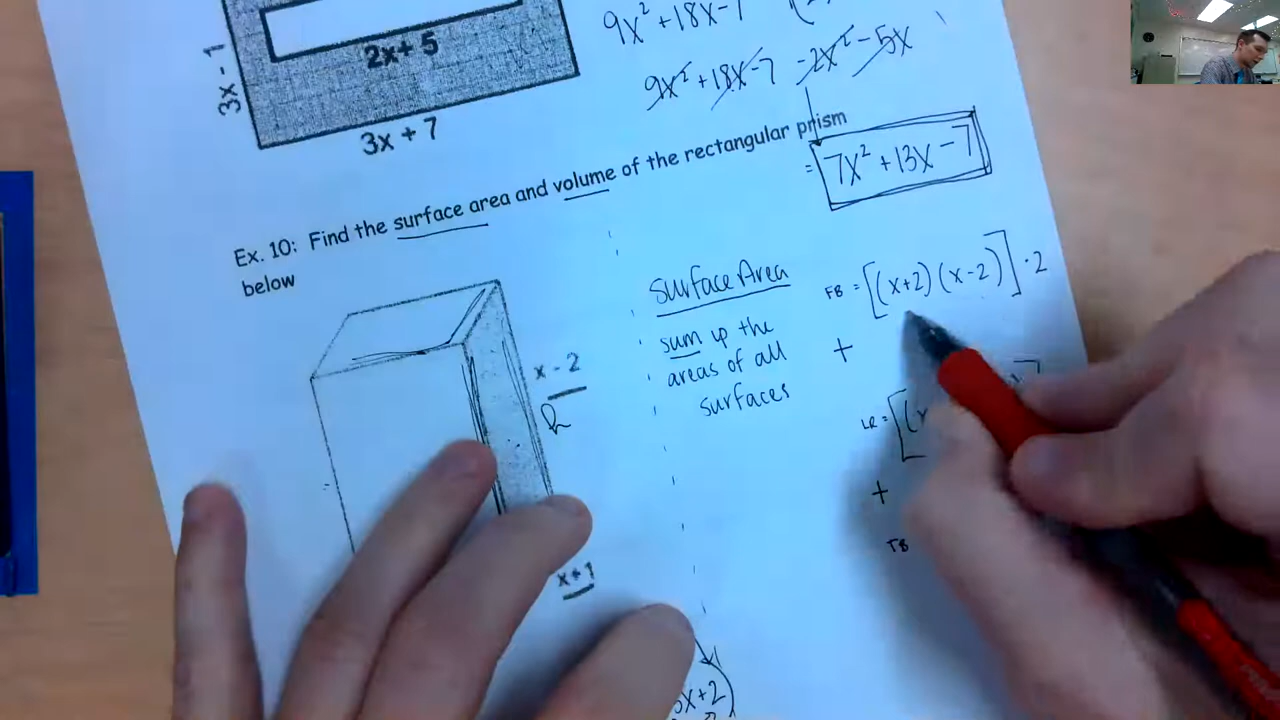 2x + 5
3x - 1
3x + 7
9x² + 18x - 7
9x² + 18x - 7 - 2x² - 5x
= 7x² + 13x - 7
Ex. 10: Find the surface area and volume of the rectangular prism
below
x - 2
h
x + 1
Surface Area
sum up the
areas of all
surfaces
FB = [(x+2)(x-2)] · 2
+
LR = [(
+
TB
x+2)